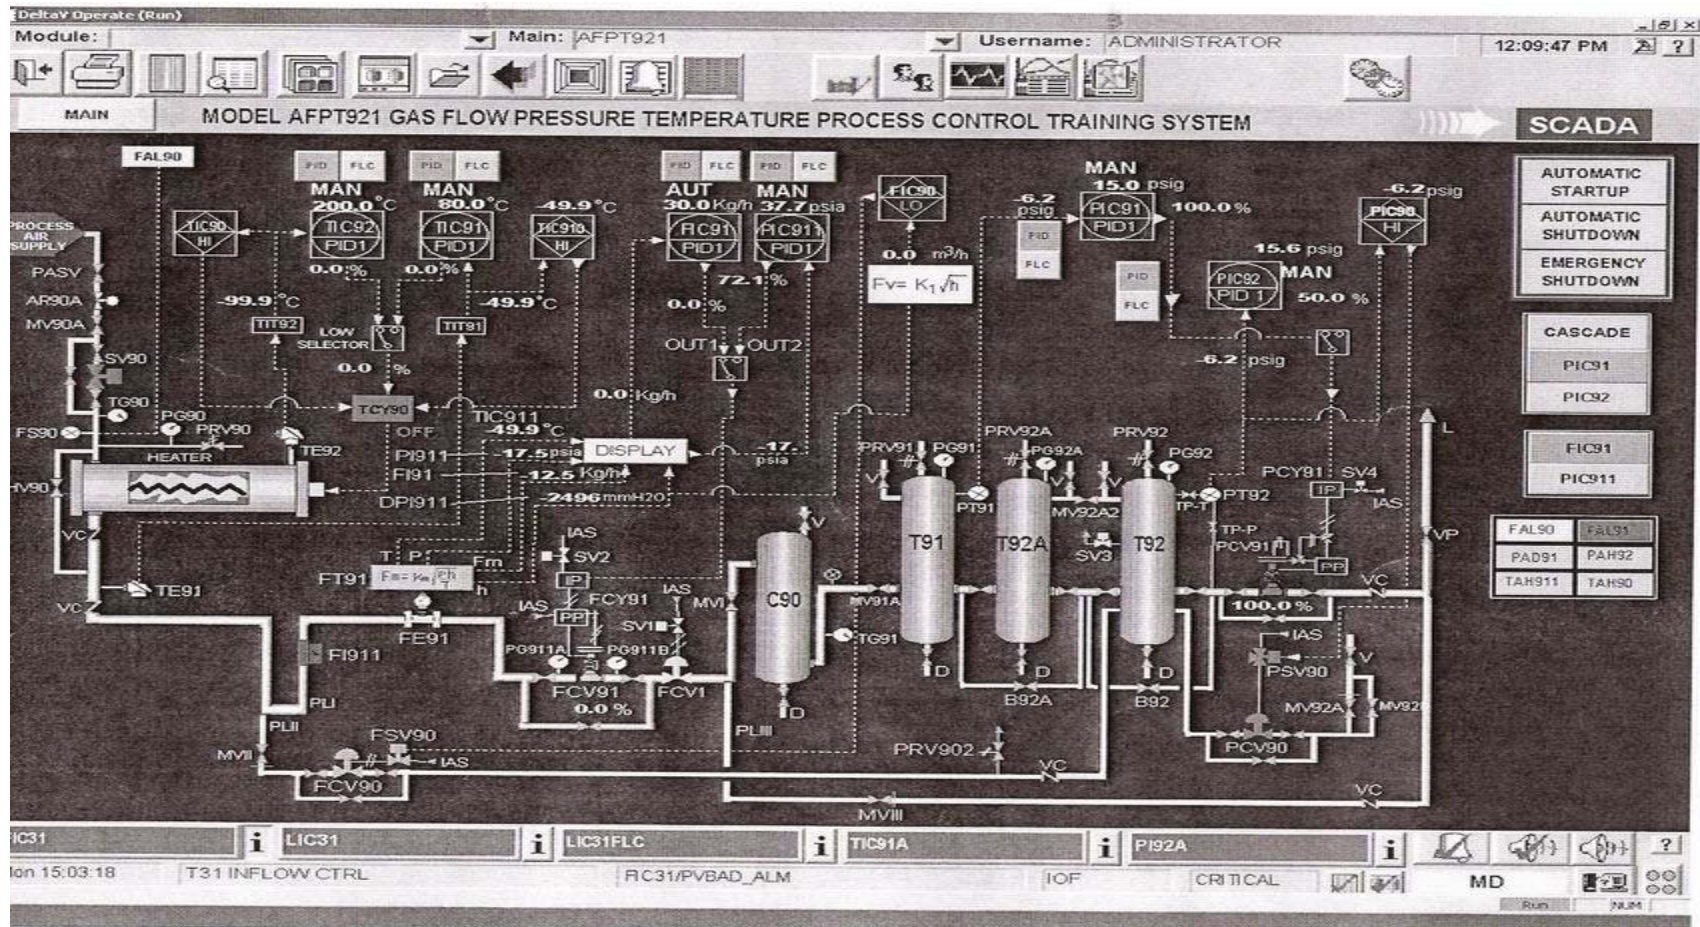 DeltaV Operate (Run)
Module:
Main: AFPT921
Username: ADMINISTRATOR
12:09:47 PM
?
MAIN
MODEL AFPT921 GAS FLOW PRESSURE TEMPERATURE PROCESS CONTROL TRAINING SYSTEM
SCADA
FAL90
PID FLC
PID FLC
PID FLC
PID FLC
MAN
MAN
AUT
MAN
MAN
200.0°C
80.0°C
-49.9°C
30.0 Kg/h
37.7 psia
FIC90
LO
-6.2
psig
15.0 psig
-6.2 psig
PROCESS
AIR
SUPPLY
TIC90
HI
TIC92
PID1
TIC91
PID1
TIC910
HI
FIC91
PID1
PIC911
PID1
PIC91
PID1
100.0 %
PIC90
HI
PID
FLC
PID
FLC
15.6 psig
PIC92
PID 1
MAN
50.0 %
0.0 %
0.0 %
72.1 %
0.0 %
0.0 m³/h
Fv= K₁√h
PASV
AR90A
MV90A
-99.9 °C
TIT92
-49.9°C
TIT91
LOW
SELECTOR
0.0 %
OUT1
OUT2
-6.2 psig
0.0 Kg/h
SV90
TG90
PG90
FS90
PRV90
HEATER
TE92
TCY90
OFF
TIC911
-49.9°C
PI911
-17.5 psia
FI91
-12.5 Kg/h
DPI911
-2496 mmH2O
DISPLAY
-17.
psia
PRV91
PG91
PRV92A
PG92A
PRV92
PG92
V
V
V
PT91
MV92A2
TP-T
PT92
PCY91
SV4
IP
IAS
L
HV90
VC
T P
Fm
h
FT91
IAS
SV2
IP
V
T91
T92A
SV3
T92
TP-P
PCV91
PP
VP
VC
TE91
VC
IAS
FCY91
PP
IAS
SV1
MVI
C90
MV91A
100.0 %
IAS
FE91
FI911
PG911A
PG911B
TG91
D
D
D
PSV90
V
FCV91
0.0 %
FCV1
D
B92A
B92
MV92A
PLI
PLII
PLIII
FSV90
MVII
IAS
FCV90
PRV902
PCV90
VC
VC
MVIII
AUTOMATIC
STARTUP
AUTOMATIC
SHUTDOWN
EMERGENCY
SHUTDOWN
CASCADE
PIC91
PIC92
FIC91
PIC911
FAL90 FAL91
PAD91 PAH92
TAH911 TAH90
LIC31
LIC31FLC
TIC91A
PI92A
15:03:18
T31 INFLOW CTRL
FIC31/PVBAD_ALM
IOF
CRITICAL
MD
?
Run
NUM